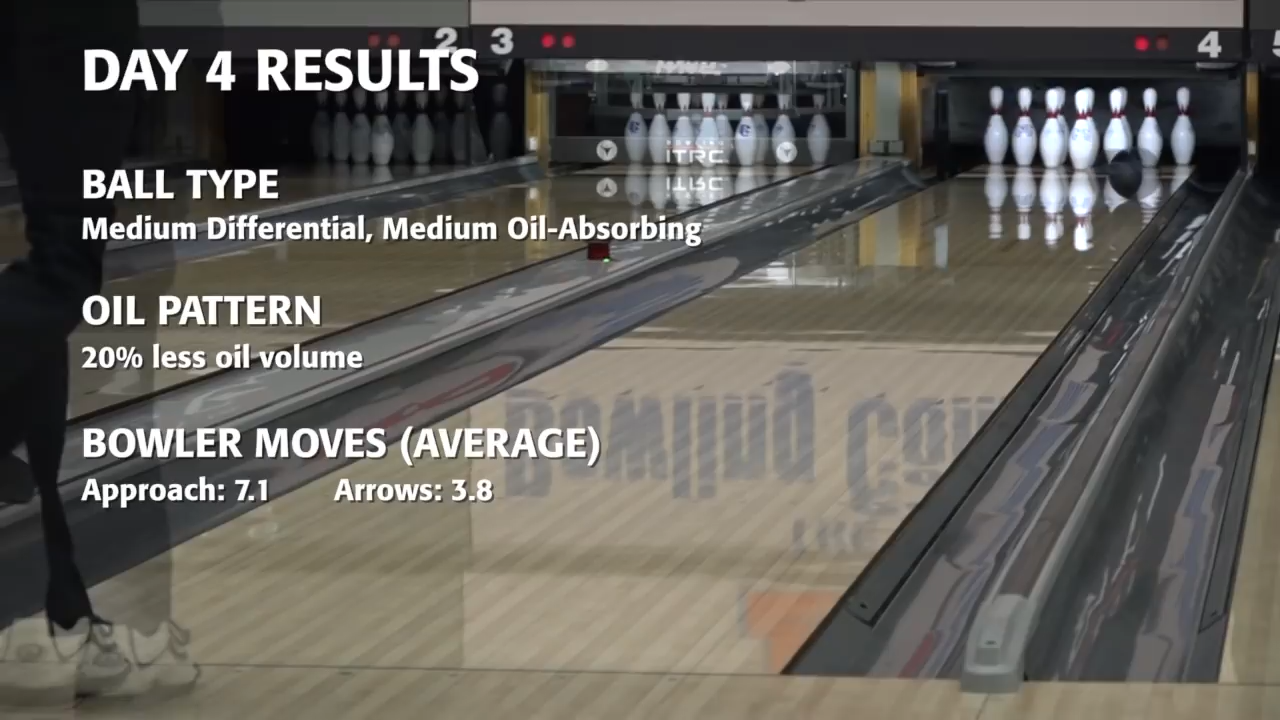 2 3 4
DAY 4 RESULTS
ITRC
BALL TYPE
Medium Differential, Medium Oil-Absorbing
OIL PATTERN
20% less oil volume
BOWLER MOVES (AVERAGE)
Approach: 7.1 Arrows: 3.8